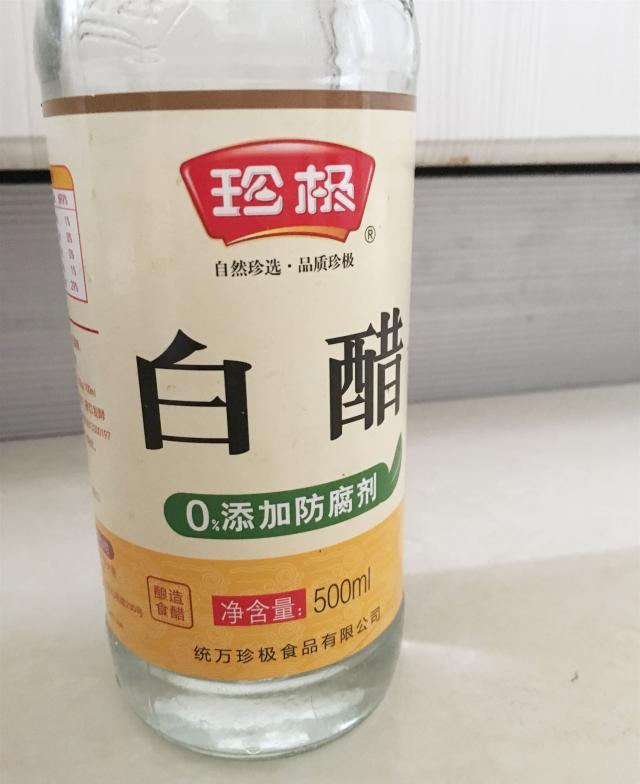 珍极
®
自然珍选·品质珍极
白醋
0%添加防腐剂
酿造
食醋
净含量: 500ml
统万珍极食品有限公司